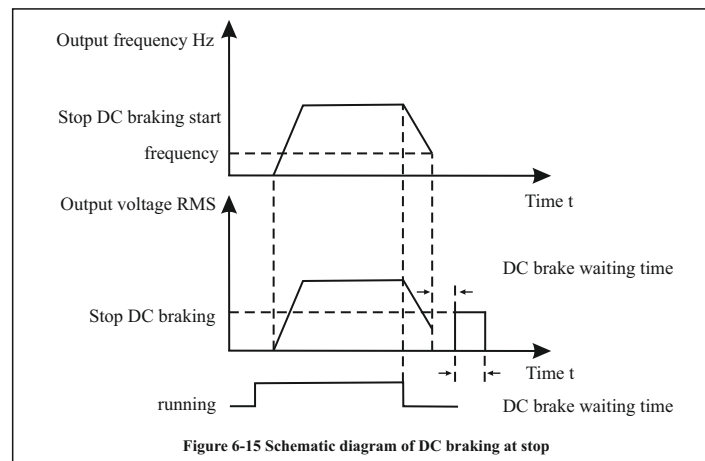 Output frequency Hz
Stop DC braking start
frequency
Time t
Output voltage RMS
DC brake waiting time
Stop DC braking
Time t
running
DC brake waiting time
Figure 6-15 Schematic diagram of DC braking at stop